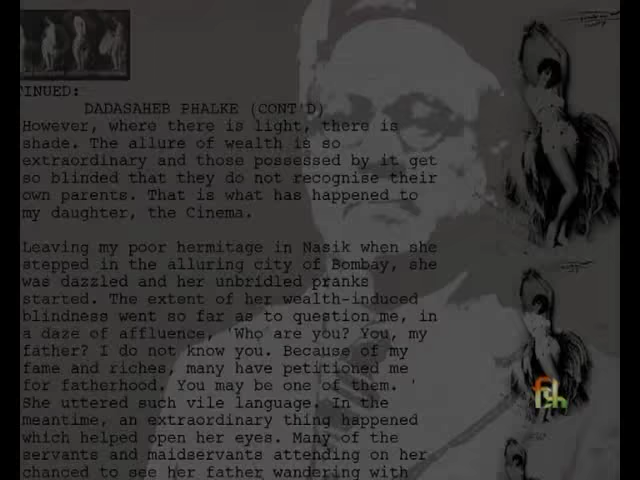 TINUED:
DADASAHEB PHALKE (CONT'D)
However, where there is light, there is
shade. The allure of wealth is so
extraordinary and those possessed by it get
so blinded that they do not recognise their
own parents. That is what has happened to
my daughter, the Cinema.
Leaving my poor hermitage in Nasik when she
stepped in the alluring city of Bombay, she
was dazzled and her unbridled pranks
started. The extent of her wealth-induced
blindness went so far as to question me, in
a daze of affluence, 'Who are you? You, my
father? I do not know you. Because of my
fame and riches, many have petitioned me
for fatherhood. You may be one of them. '
She uttered such vile language. In the
meantime, an extraordinary thing happened
which helped open her eyes. Many of the
servants and maidservants attending on her
chanced to see her father wandering with